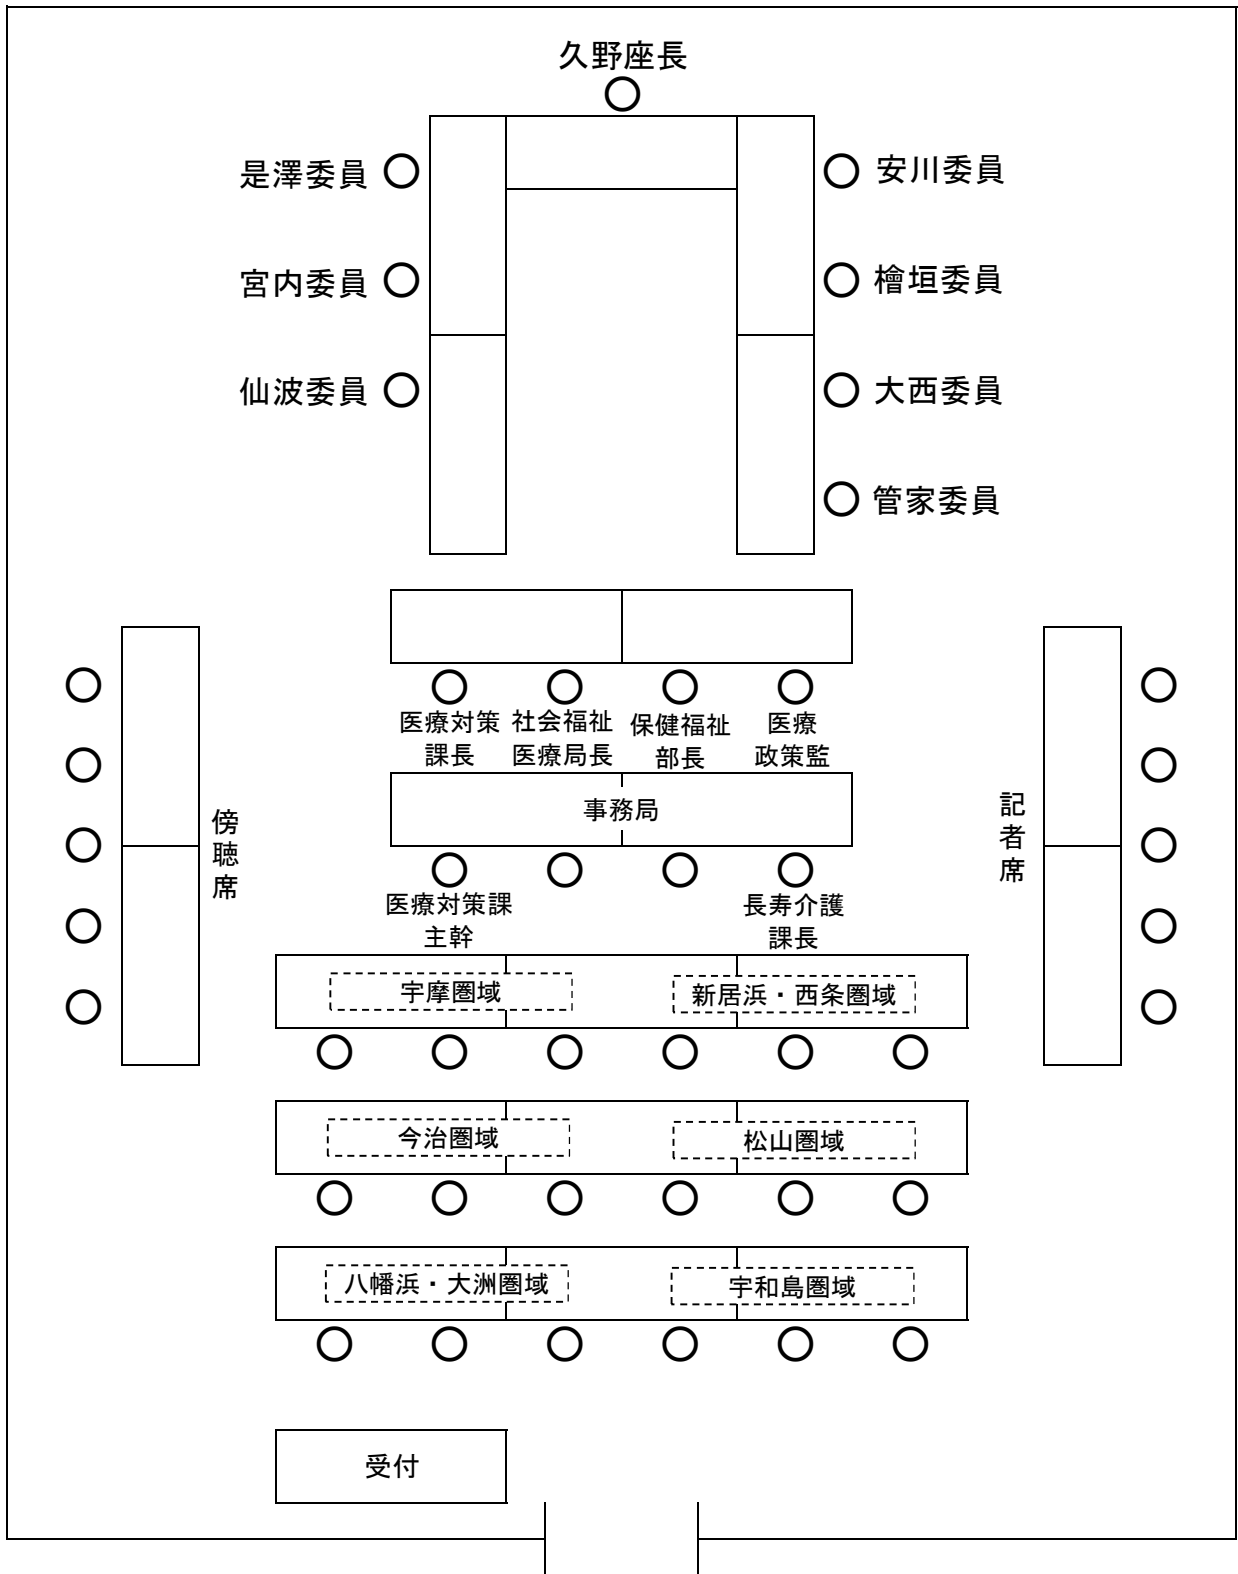 久野座長
是澤委員
安川委員
宮内委員
檜垣委員
仙波委員
大西委員
管家委員
医療対策
課長
社会福祉
医療局長
保健福祉
部長
医療
政策監
事務局
傍聴席
記者席
医療対策課
主幹
長寿介護
課長
宇摩圏域
新居浜・西条圏域
今治圏域
松山圏域
八幡浜・大洲圏域
宇和島圏域
受付